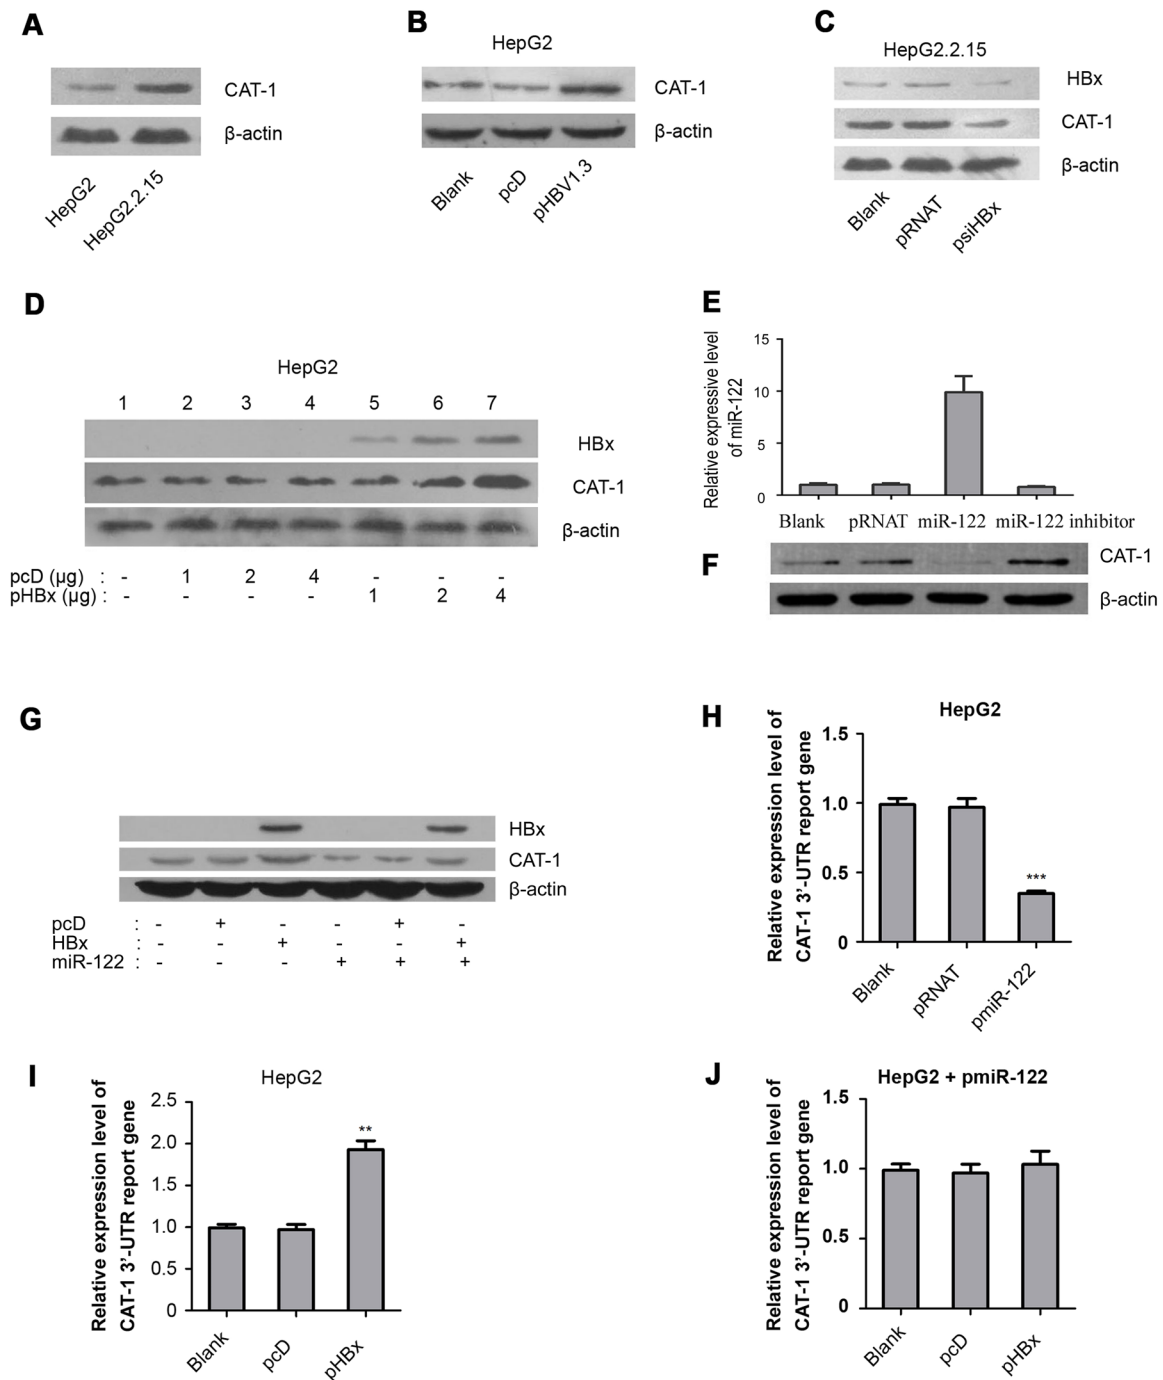 A
CAT-1
β-actin
HepG2
HepG2.2.15
B
HepG2
CAT-1
β-actin
Blank
pcD
pHBV1.3
C
HepG2.2.15
HBx
CAT-1
β-actin
Blank
pRNAT
psiHBx
D
HepG2
1 2 3 4 5 6 7
HBx
CAT-1
β-actin
pcD (μg) : - 1 2 4 - - -
pHBx (μg) : - - - - 1 2 4
E
Relative expressive level
of miR-122
15
10
5
0
Blank pRNAT miR-122 miR-122 inhibitor
F
CAT-1
β-actin
G
HBx
CAT-1
β-actin
pcD : - + - - + -
HBx : - - + - - +
miR-122 : - - - + + +
H
HepG2
Relative expression level of
CAT-1 3’-UTR report gene
1.5
1.0
0.5
0
***
Blank
pRNAT
pmiR-122
I
HepG2
Relative expression level of
CAT-1 3’-UTR report gene
2.5
2.0
1.5
1.0
0.5
0
**
Blank
pcD
pHBx
J
HepG2 + pmiR-122
Relative expression level of
CAT-1 3’-UTR report gene
1.5
1.0
0.5
0
Blank
pcD
pHBx